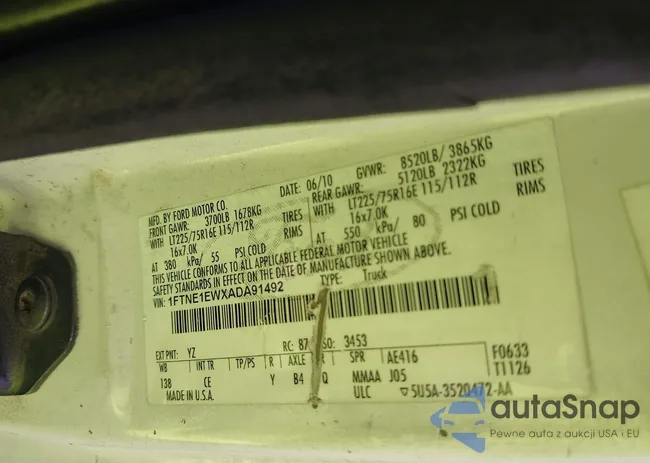 MFD. BY FORD MOTOR CO.
DATE: 06/10 GVWR: 8520LB/ 3865KG
FRONT GAWR: 3700LB 1678KG REAR GAWR: 5120LB 2322KG
WITH LT225/75R16E 115/112R TIRES WITH LT225/75R16E 115/112R TIRES
16x7.0K RIMS 16x7.0K RIMS
AT 380 kPa/ 55 PSI COLD AT 550 kPa/ 80 PSI COLD
THIS VEHICLE CONFORMS TO ALL APPLICABLE FEDERAL MOTOR VEHICLE
SAFETY STANDARDS IN EFFECT ON THE DATE OF MANUFACTURE SHOWN ABOVE.
VIN: 1FTNE1EWXADA91492 TYPE: Truck
EXT PNT: YZ RC: 87 DSO: 3453
WB INT TR TP/PS R AXLE SPR AE416 F0633
138 CE Y B4 Q MMAA J05 T1126
MADE IN U.S.A. ULC 5U5A-3520472-AA
autaSnap
Pewne auta z aukcji USA i EU